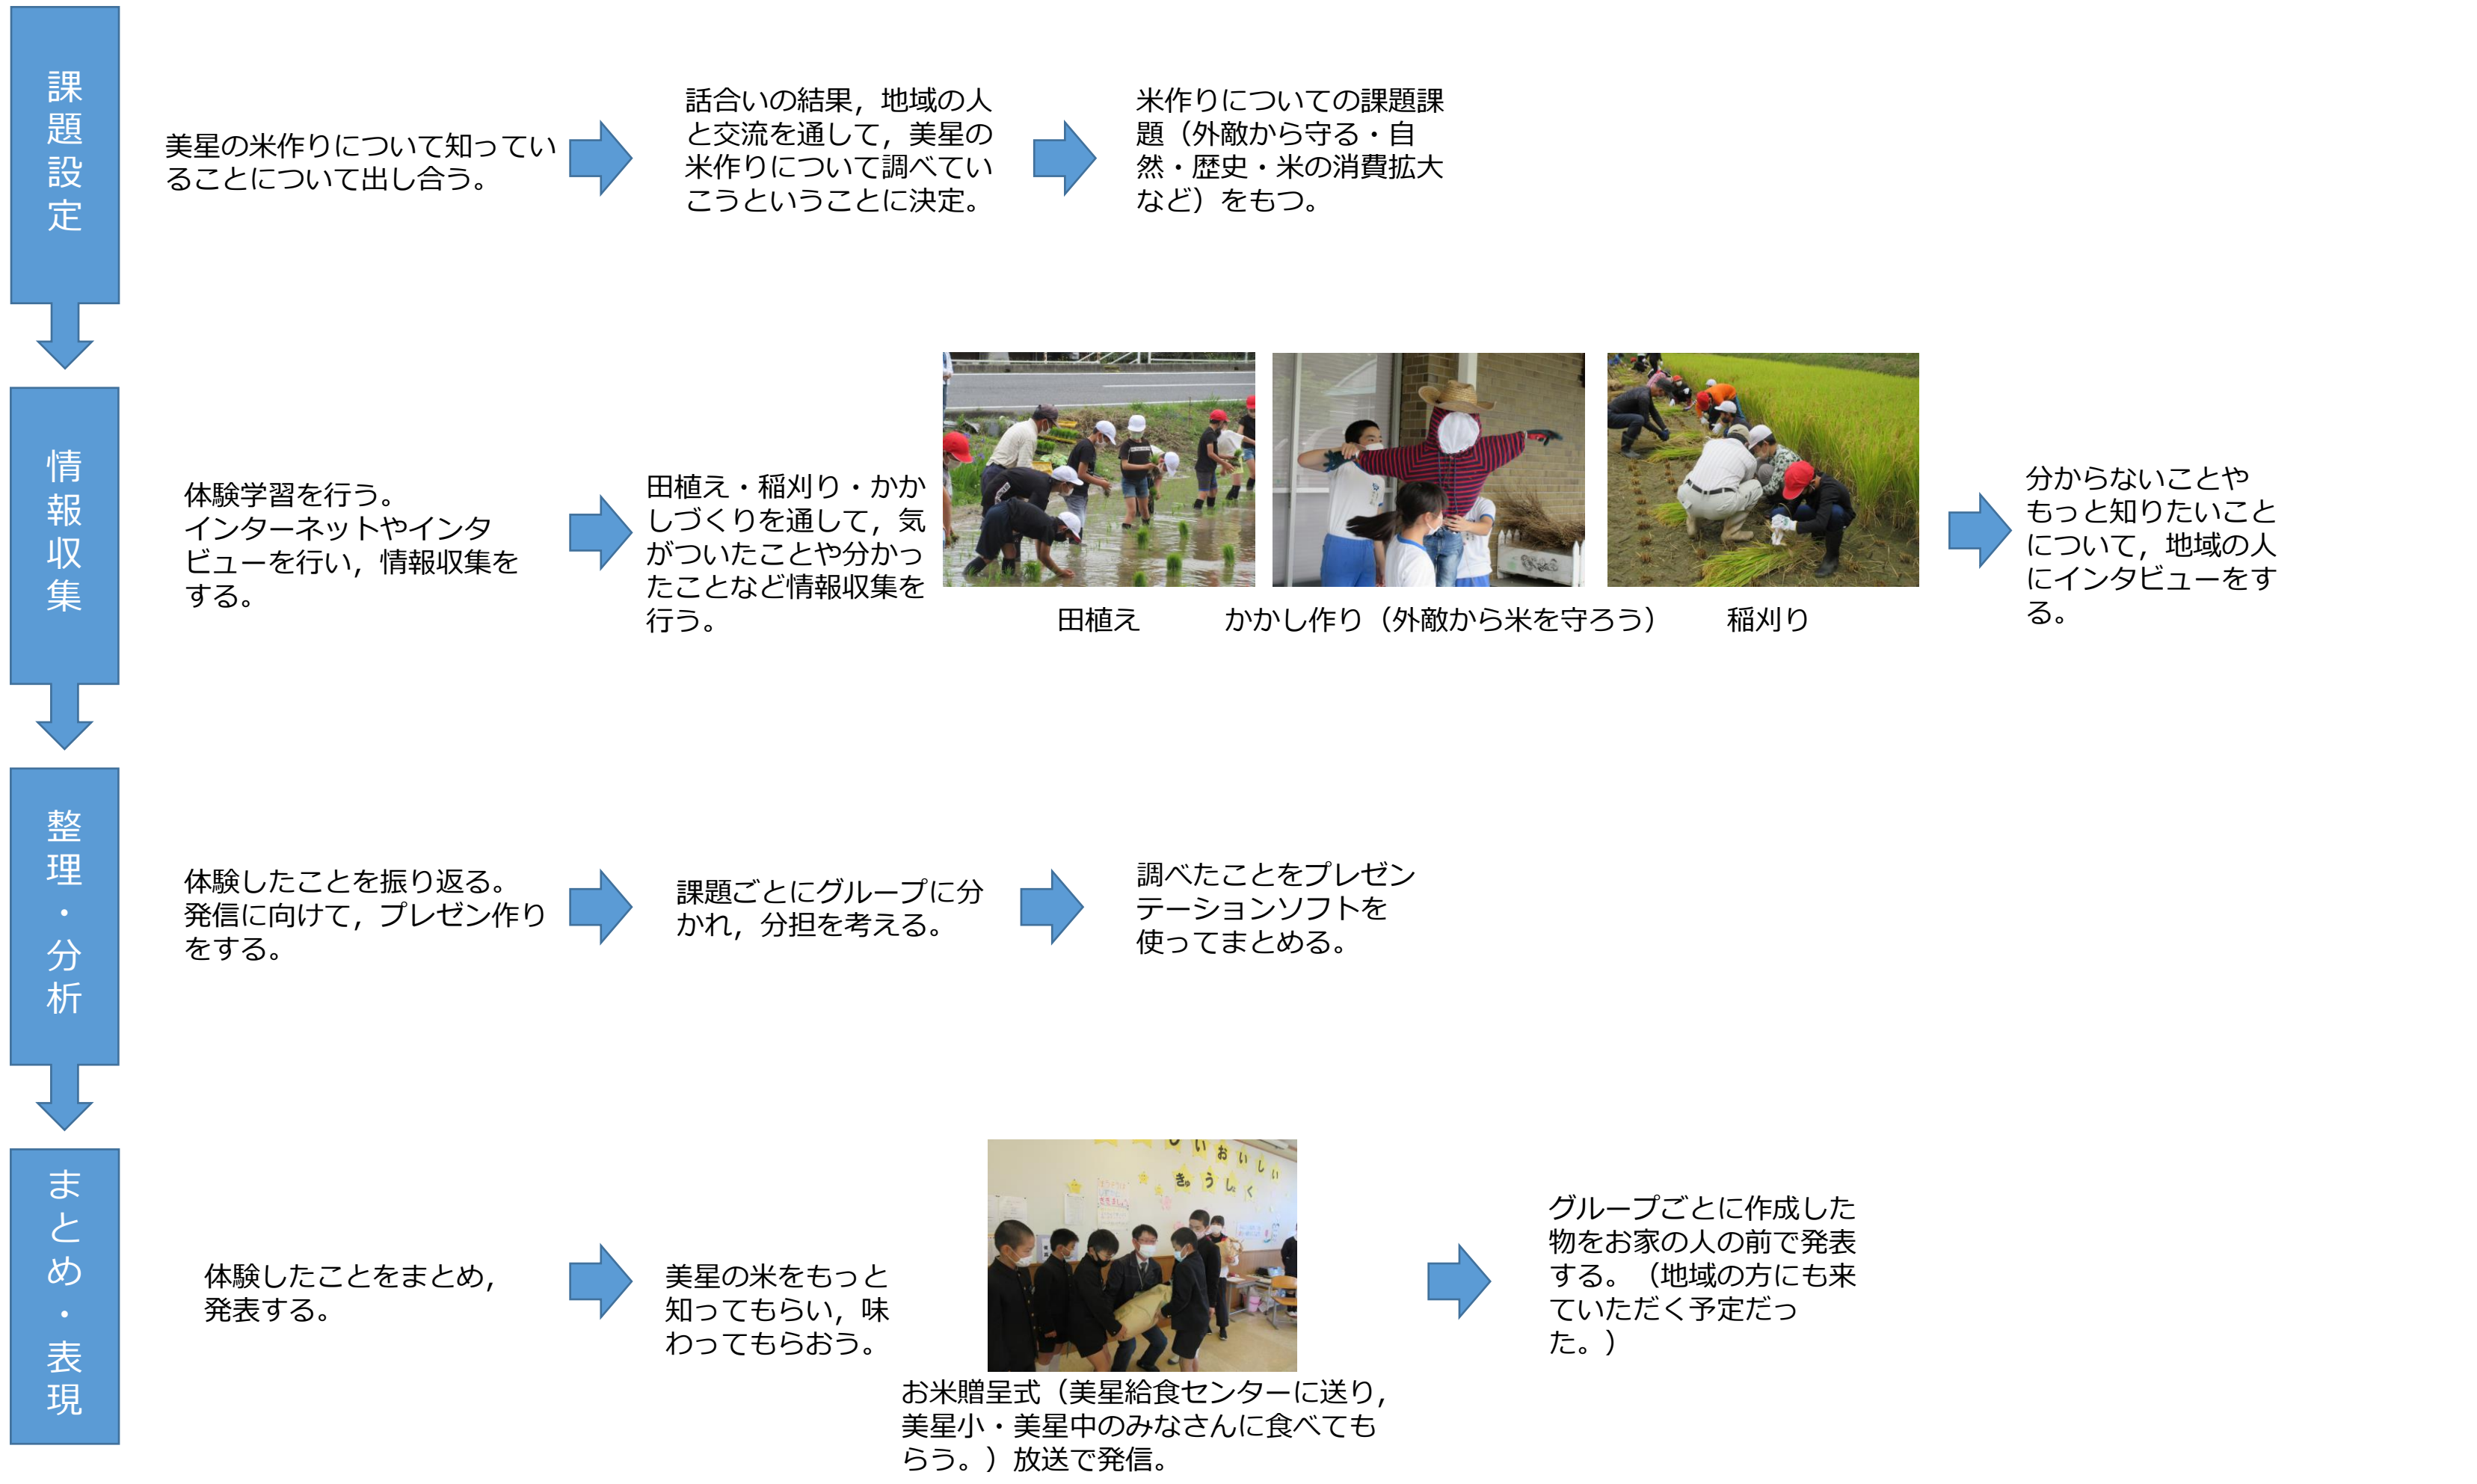 課題設定
美星の米作りについて知ってい
ることについて出し合う。
話合いの結果，地域の人
と交流を通して，美星の
米作りについて調べてい
こうということに決定。
米作りについての課題課
題（外敵から守る・自
然・歴史・米の消費拡大
など）をもつ。
情報収集
体験学習を行う。
インターネットやインタ
ビューを行い，情報収集を
する。
田植え・稲刈り・かか
しづくりを通して，気
がついたことや分かっ
たことなど情報収集を
行う。
田植え
かかし作り（外敵から米を守ろう）
稲刈り
分からないことや
もっと知りたいこと
について，地域の人
にインタビューをす
る。
整理・分析
体験したことを振り返る。
発信に向けて，プレゼン作り
をする。
課題ごとにグループに分
かれ，分担を考える。
調べたことをプレゼン
テーションソフトを
使ってまとめる。
まとめ・表現
体験したことをまとめ，
発表する。
美星の米をもっと
知ってもらい，味
わってもらおう。
いおいしい
きゅうしょく
お米贈呈式（美星給食センターに送り，
美星小・美星中のみなさんに食べても
らう。）放送で発信。
グループごとに作成した
物をお家の人の前で発表
する。（地域の方にも来
ていただく予定だっ
た。）